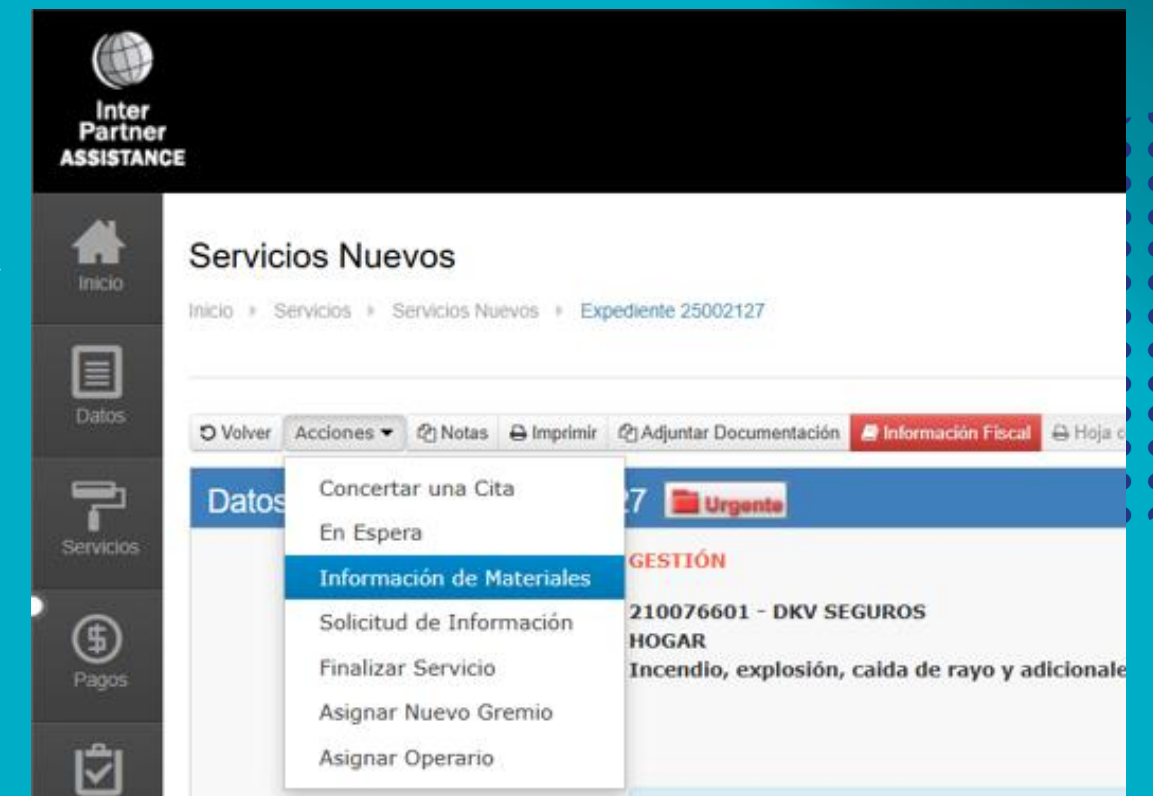 Inter
Partner
ASSISTANCE
Inicio
Datos
Servicios
Pagos
Servicios Nuevos
Inicio Servicios Servicios Nuevos Expediente 25002127
Volver Acciones Notas Imprimir Adjuntar Documentación Información Fiscal Hoja
Datos 27 Urgente
Concertar una Cita
En Espera
Información de Materiales
Solicitud de Información
Finalizar Servicio
Asignar Nuevo Gremio
Asignar Operario
GESTIÓN
210076601 - DKV SEGUROS
HOGAR
Incendio, explosión, caida de rayo y adicionale